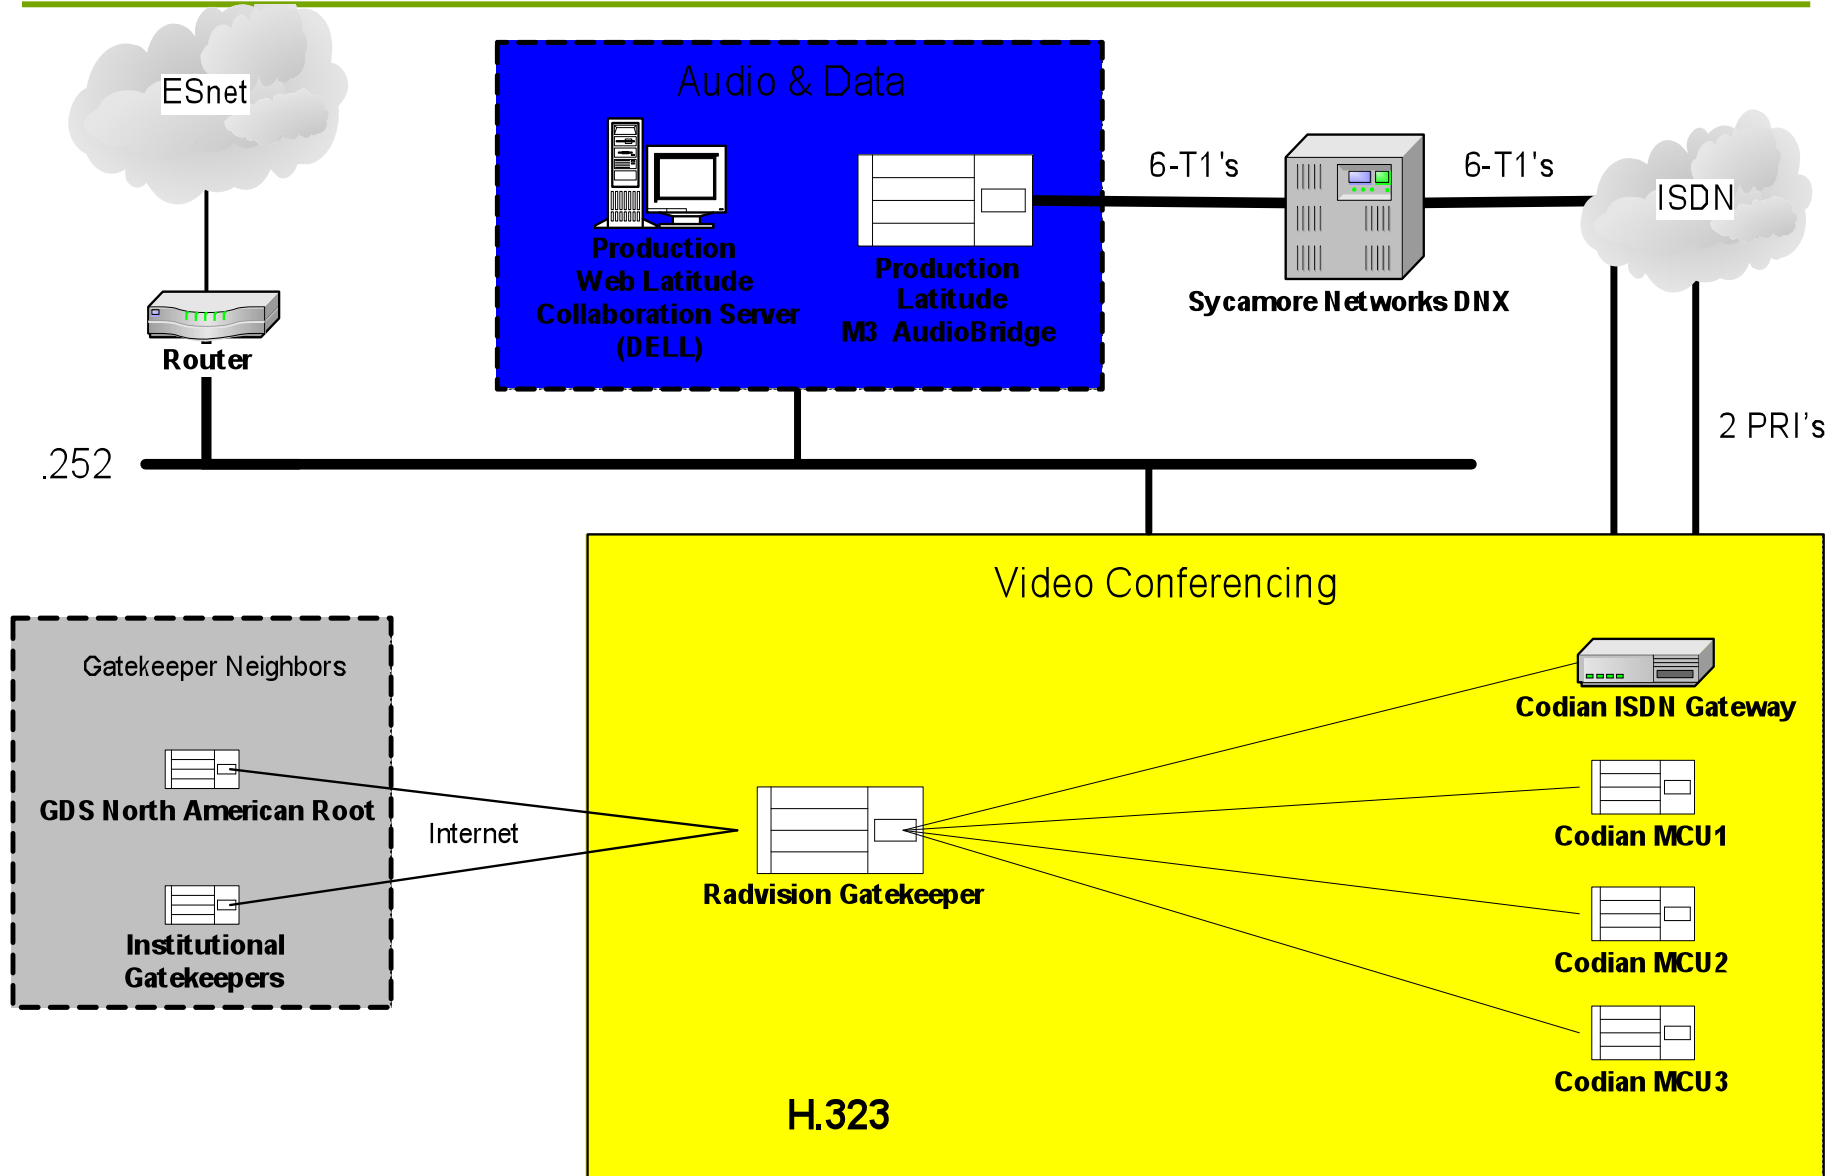 ESnet
Audio & Data
6-T1's
6-T1's
ISDN
Production
Web Latitude
Collaboration Server
(DELL)
Production
Latitude
M3 AudioBridge
Sycamore Networks DNX
Router
2 PRI's
.252
Video Conferencing
Gatekeeper Neighbors
Codian ISDN Gateway
GDS North American Root
Internet
Codian MCU1
Radvision Gatekeeper
Institutional
Gatekeepers
Codian MCU2
Codian MCU3
H.323